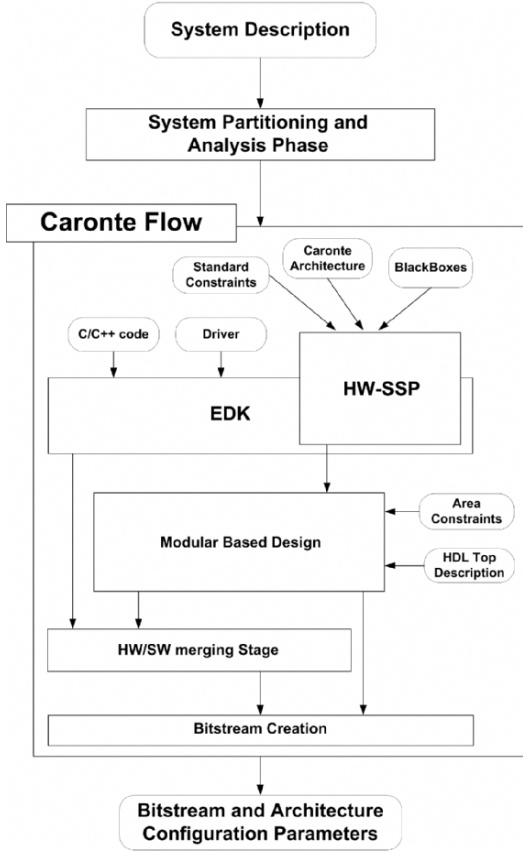 System Description
System Partitioning and
Analysis Phase
Caronte Flow
Standard
Constraints
Caronte
Architecture
BlackBoxes
C/C++ code
Driver
EDK
HW-SSP
Modular Based Design
Area
Constraints
HDL Top
Description
HW/SW merging Stage
Bitstream Creation
Bitstream and Architecture
Configuration Parameters